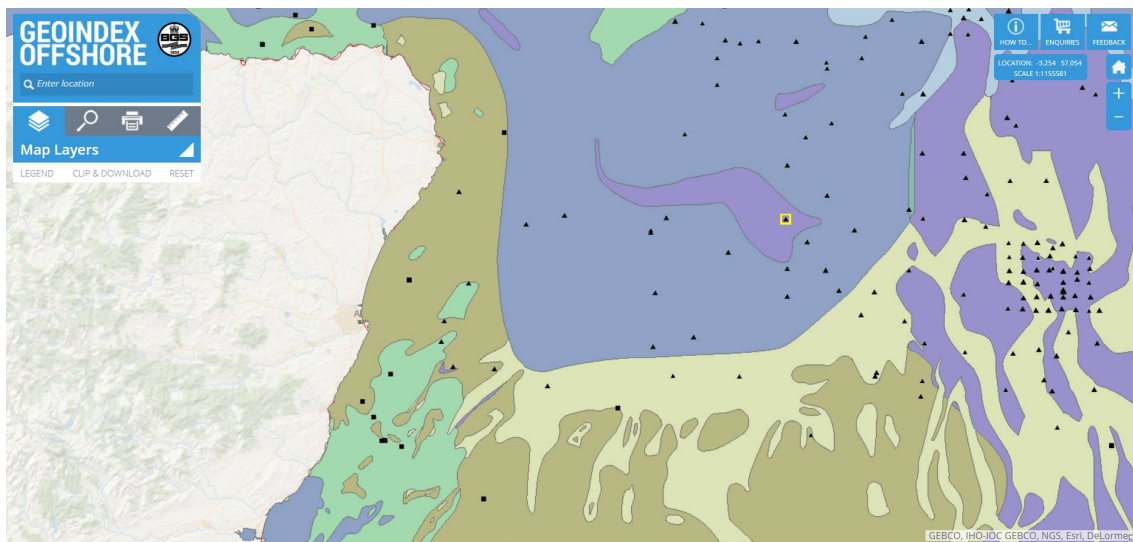 GEOINDEX
OFFSHORE
BGS
Enter location
Map Layers
LEGEND
CLIP & DOWNLOAD
RESET
HOW TO...
ENQUIRIES
FEEDBACK
LOCATION: -3.254 57.054
SCALE 1:1155581
+
−
GEBCO, IHO-IOC GEBCO, NGS, Esri, DeLorme